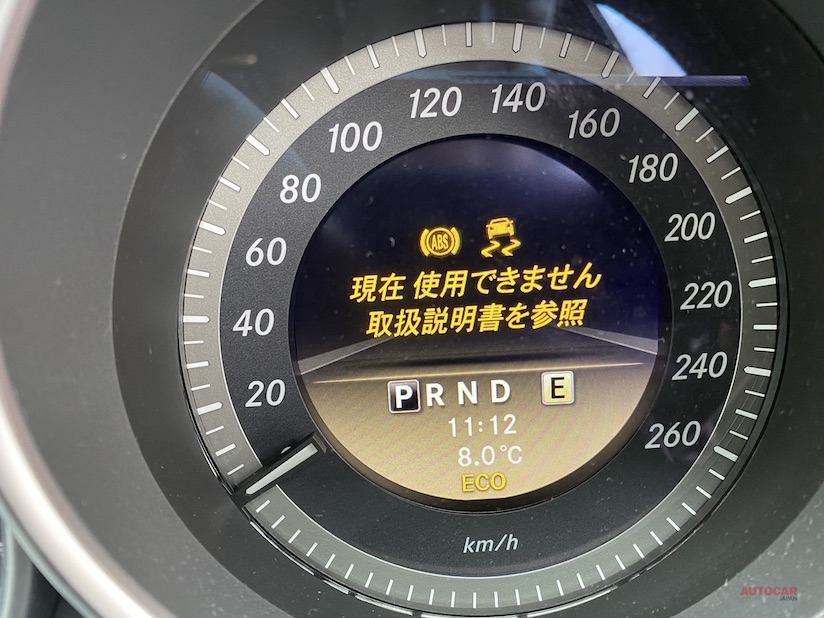 120 140
100 160
80 180
60 200
40 220
20 240
260
ABS
現在 使用できません
取扱説明書を参照
P R N D E
11:12
8.0℃
ECO
km/h
AUTOCAR
JAPAN